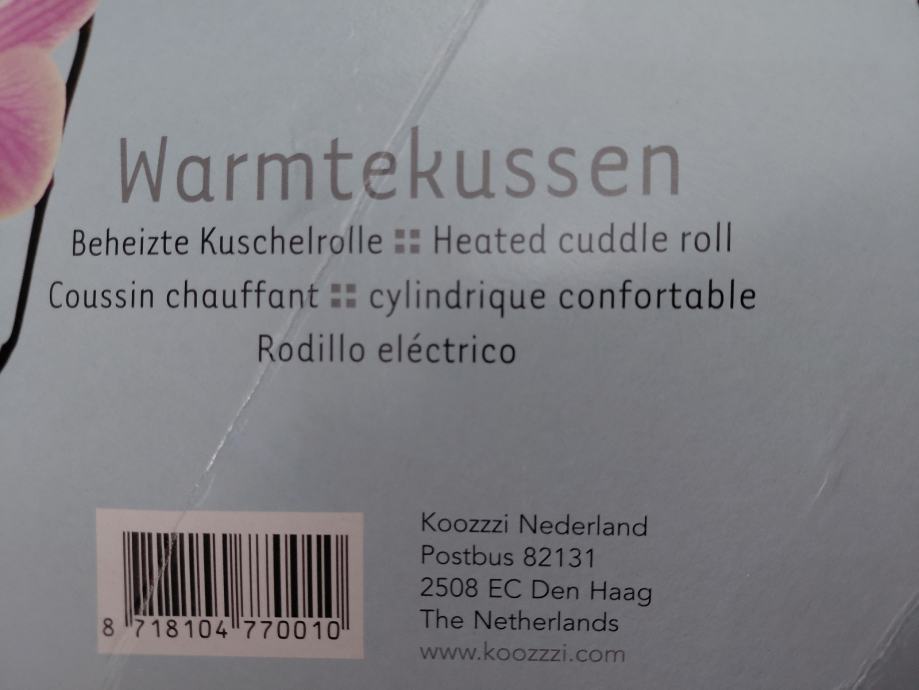 Warmtekussen
Beheizte Kuschelrolle :: Heated cuddle roll
Coussin chauffant :: cylindrique confortable
Rodillo eléctrico
Koozzzi Nederland
Postbus 82131
2508 EC Den Haag
The Netherlands
www.koozzzi.com
8 718104 770010